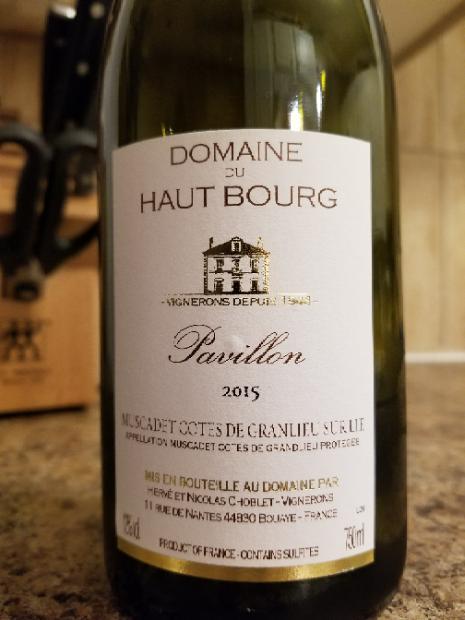 DOMAINE
DU
HAUT BOURG
Pavillon
2015
MUSCADET COTES DE GRANLIEU SUR LIE
APPELLATION MUSCADET COTES DE GRANDLIEU PROTEGEE
MIS EN BOUTEILLE AU DOMAINE PAR
HERVÉ ET NICOLAS CHOBLET - VIGNERONS
11 RUE DE NANTES 44830 BOUAYE - FRANCE
750ml
PRODUCT OF FRANCE - CONTAINS SULFITES
- VIGNERONS DEPUIS